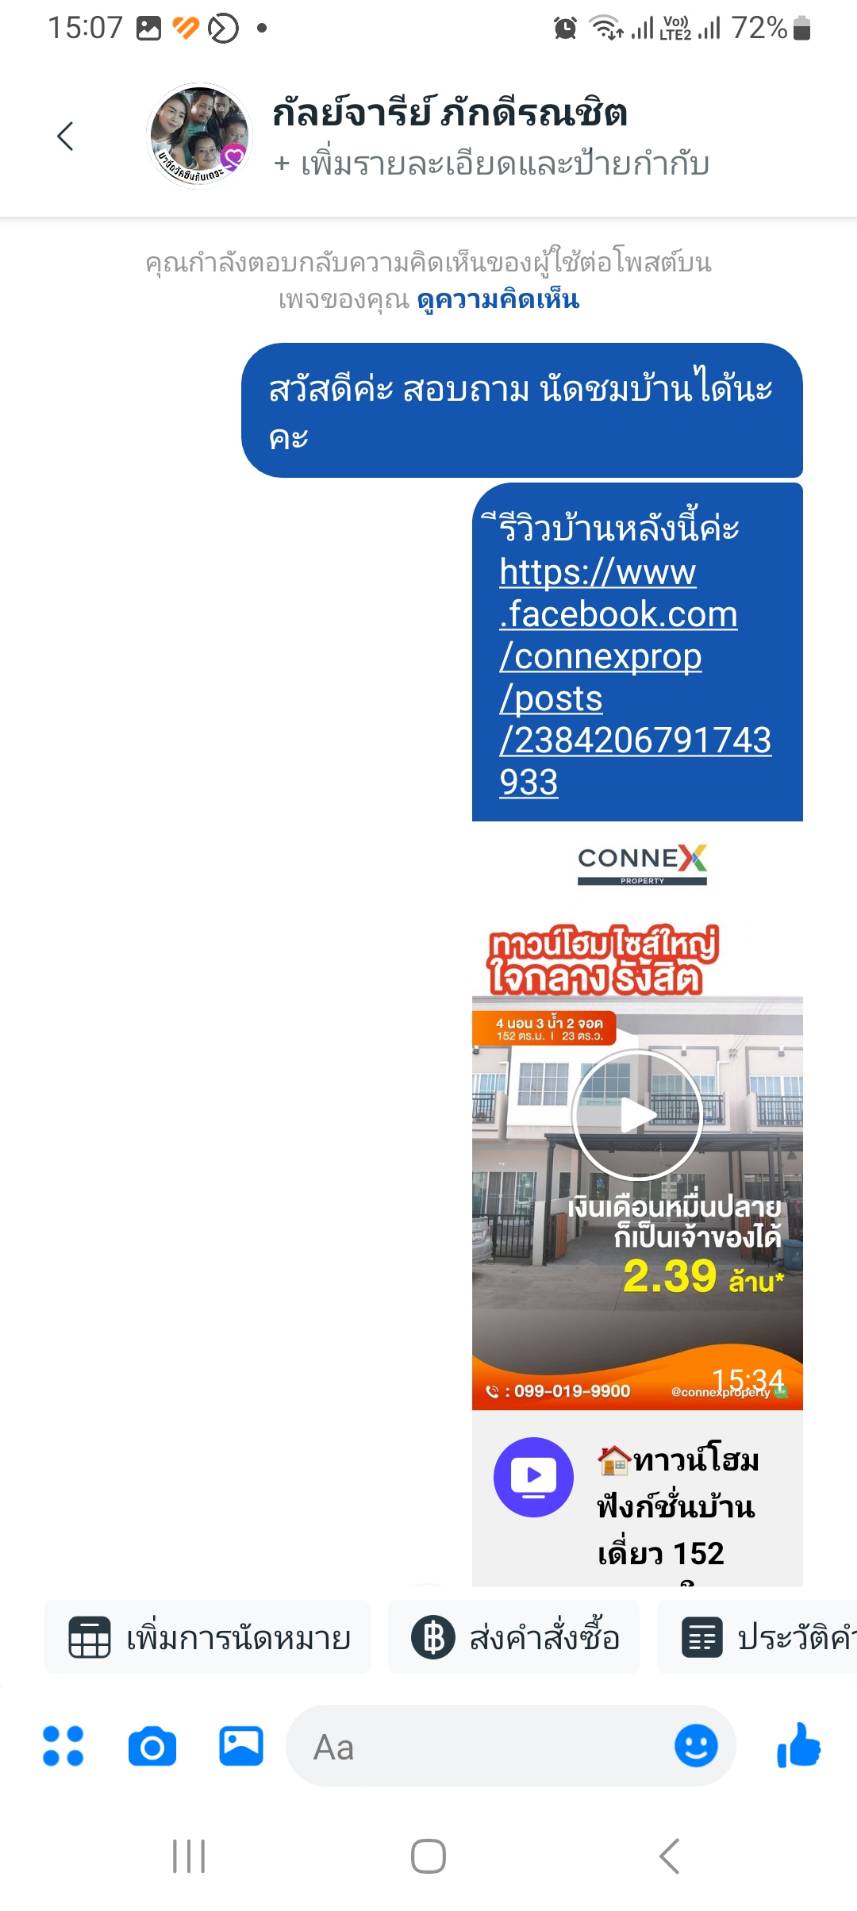 15:07
Vo)) LTE2 72%
กัลย์จารีย์ ภักดีรณชิต
+ เพิ่มรายละเอียดและป้ายกำกับ
คุณกำลังตอบกลับความคิดเห็นของผู้ใช้ต่อโพสต์บน
เพจของคุณ ดูความคิดเห็น
สวัสดีค่ะ สอบถาม นัดชมบ้านได้นะ
คะ
ีรีวิวบ้านหลังนี้ค่ะ
https://www
.facebook.com
/connexprop
/posts
/2384206791743
933
CONNEX
PROPERTY
ทาวน์โฮม ไซส์ใหญ่
ใจกลาง รังสิต
4 นอน 3 น้ำ 2 จอด
152 ตร.ม. | 23 ตร.ว.
เงินเดือนหมื่นปลาย
ก็เป็นเจ้าของได้
2.39 ล้าน*
15:34
: 099-019-9900 @connexproperty
🏠ทาวน์โฮม
ฟังก์ชั่นบ้าน
เดี่ยว 152
เพิ่มการนัดหมาย
ส่งคำสั่งซื้อ
ประวัติคำ
Aa